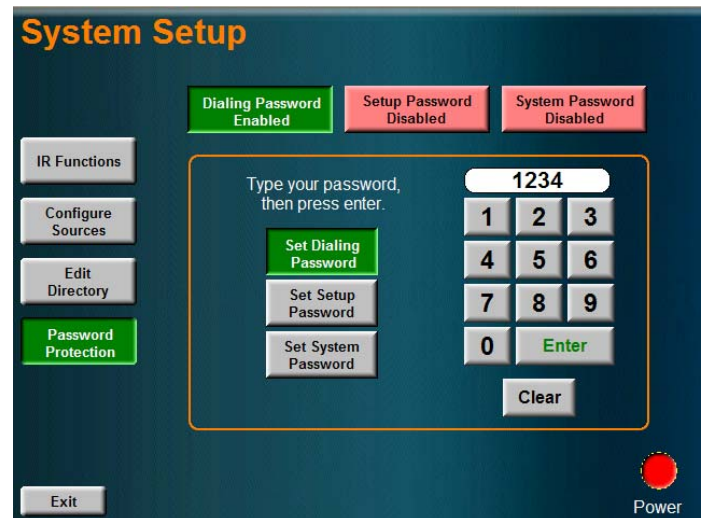 System Setup
Dialing Password
Enabled
Setup Password
Disabled
System Password
Disabled
IR Functions
Configure
Sources
Edit
Directory
Password
Protection
Type your password,
then press enter.
Set Dialing
Password
Set Setup
Password
Set System
Password
1234
1 2 3
4 5 6
7 8 9
0 Enter
Clear
Exit
Power